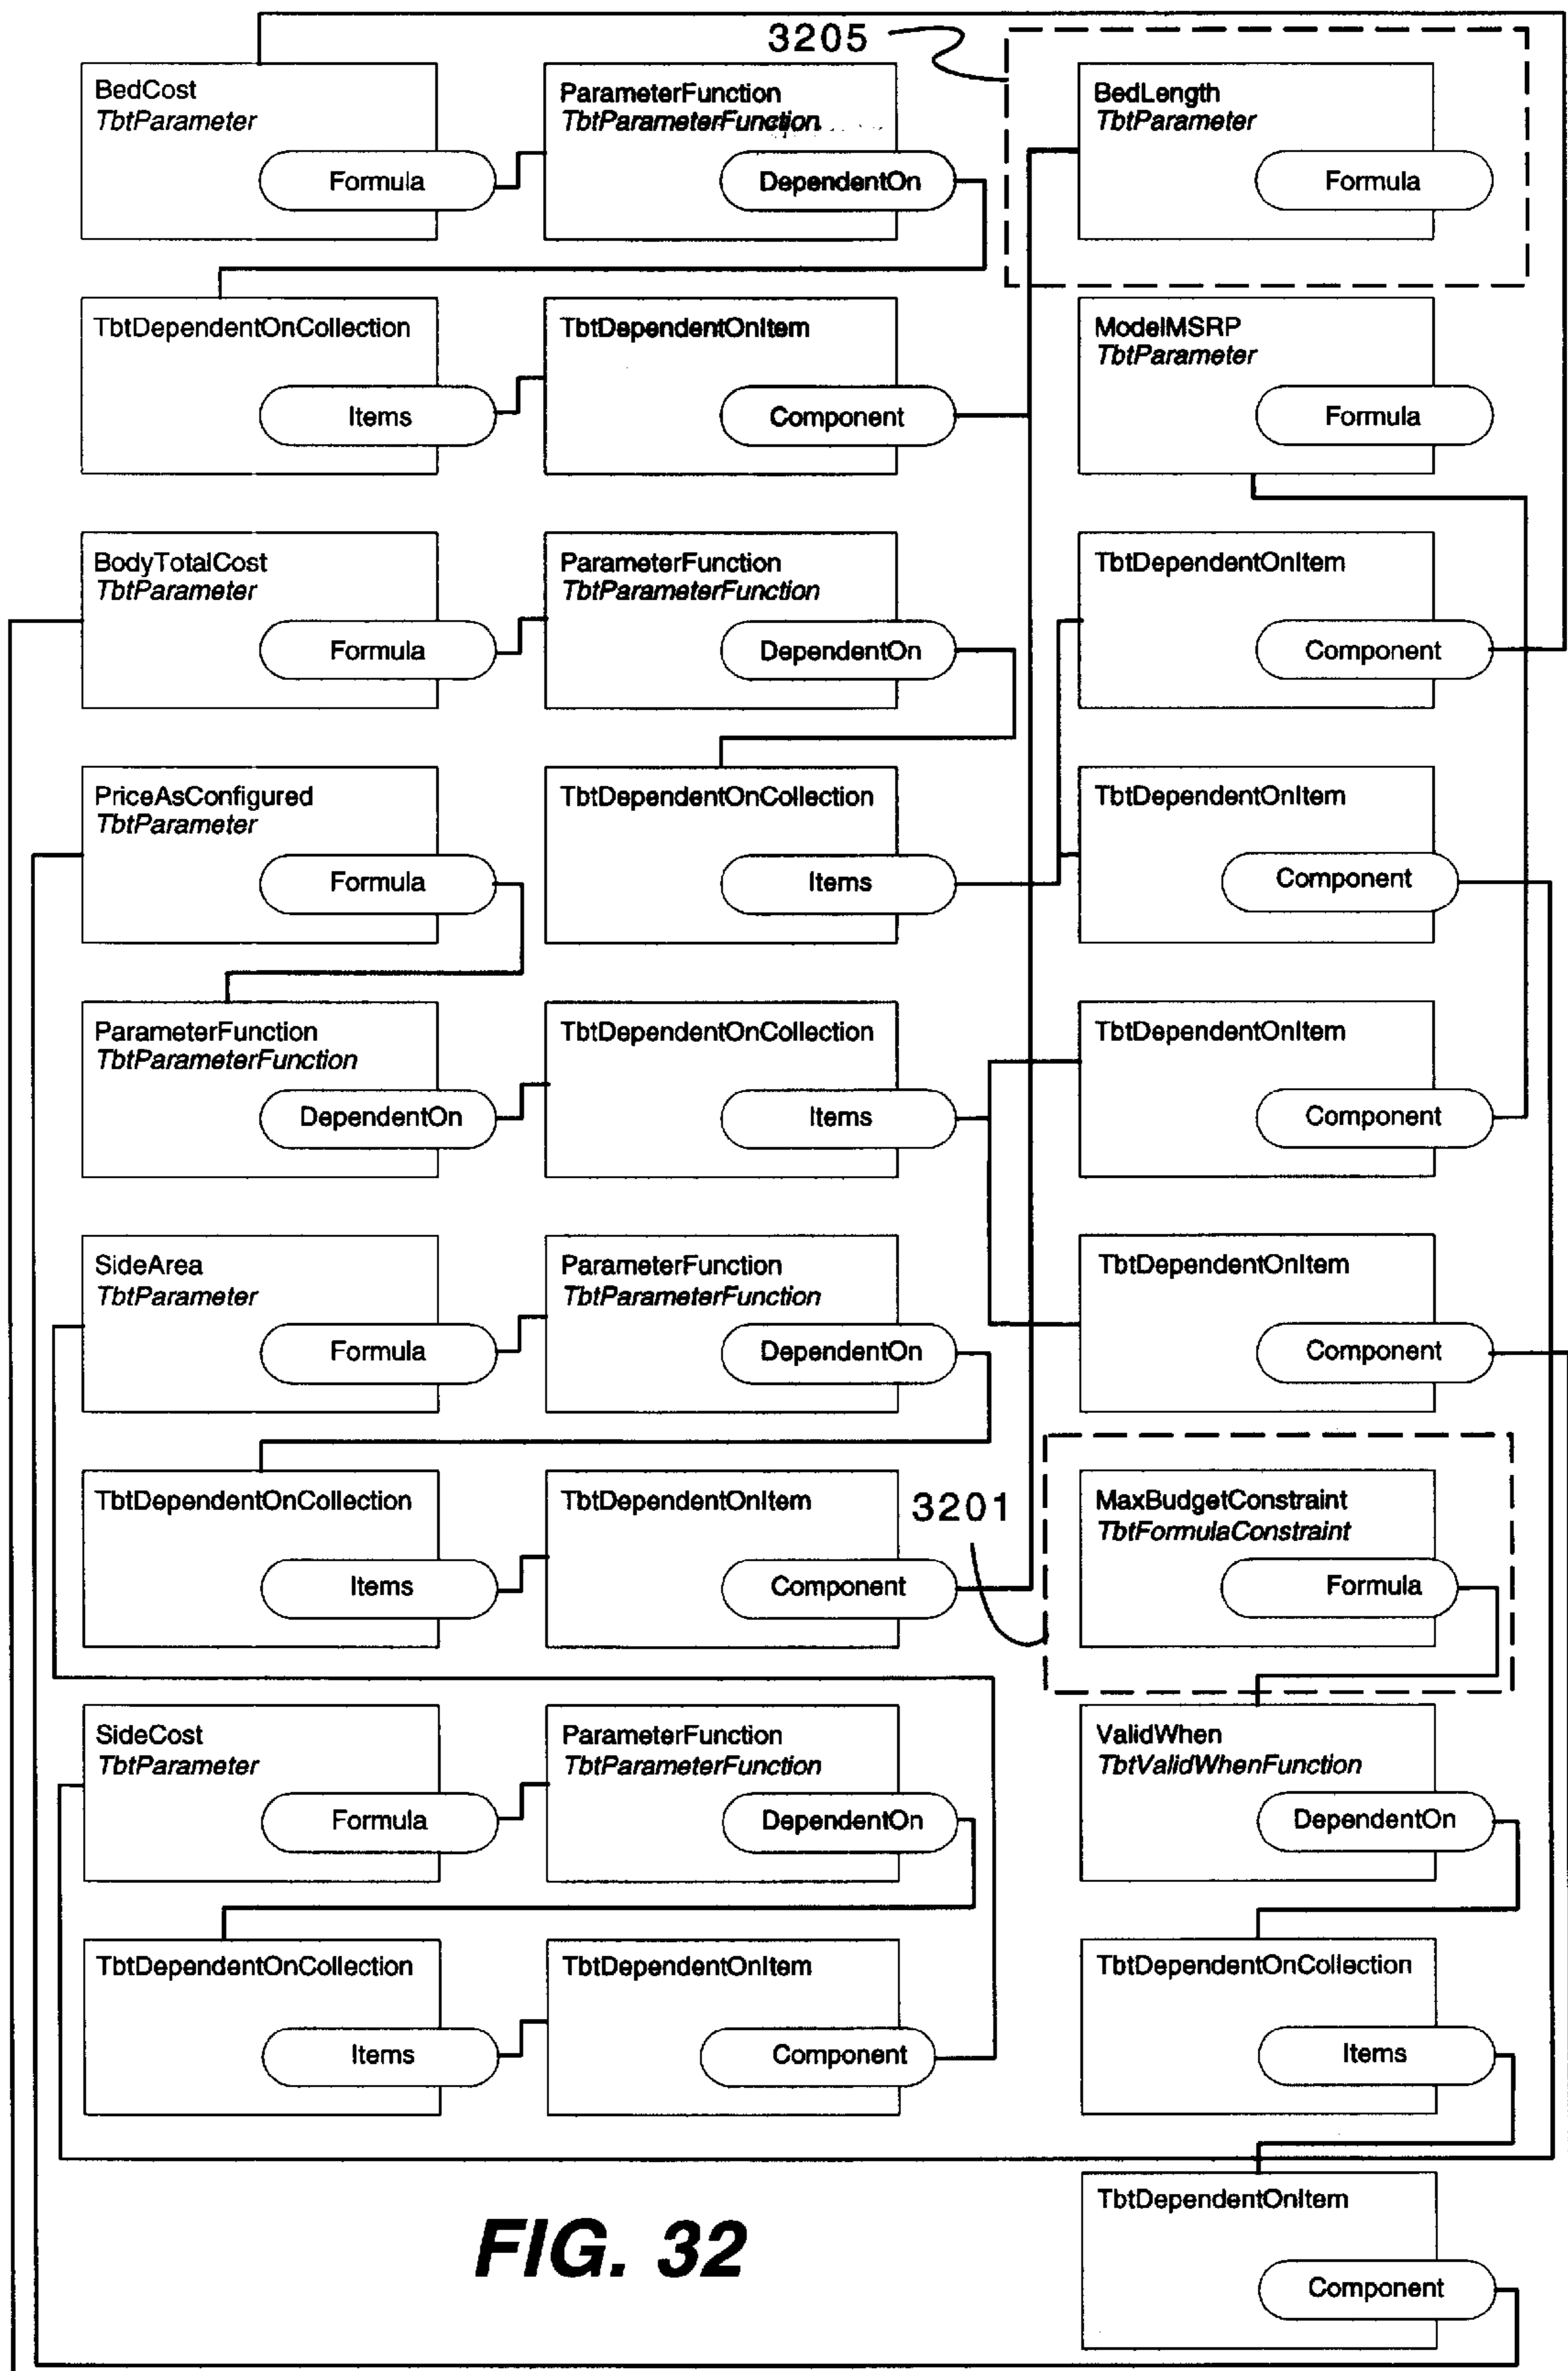 3205
BedCost
TbtParameter
Formula
ParameterFunction
TbtParameterFunction
DependentOn
BedLength
TbtParameter
Formula
TbtDependentOnCollection
Items
TbtDependentOnItem
Component
ModelMSRP
TbtParameter
Formula
BodyTotalCost
TbtParameter
Formula
ParameterFunction
TbtParameterFunction
DependentOn
TbtDependentOnItem
Component
PriceAsConfigured
TbtParameter
Formula
TbtDependentOnCollection
Items
TbtDependentOnItem
Component
ParameterFunction
TbtParameterFunction
DependentOn
TbtDependentOnCollection
Items
TbtDependentOnItem
Component
SideArea
TbtParameter
Formula
ParameterFunction
TbtParameterFunction
DependentOn
TbtDependentOnItem
Component
TbtDependentOnCollection
Items
TbtDependentOnItem
Component
3201
MaxBudgetConstraint
TbtFormulaConstraint
Formula
SideCost
TbtParameter
Formula
ParameterFunction
TbtParameterFunction
DependentOn
ValidWhen
TbtValidWhenFunction
DependentOn
TbtDependentOnCollection
Items
TbtDependentOnItem
Component
TbtDependentOnCollection
Items
TbtDependentOnItem
Component
FIG. 32